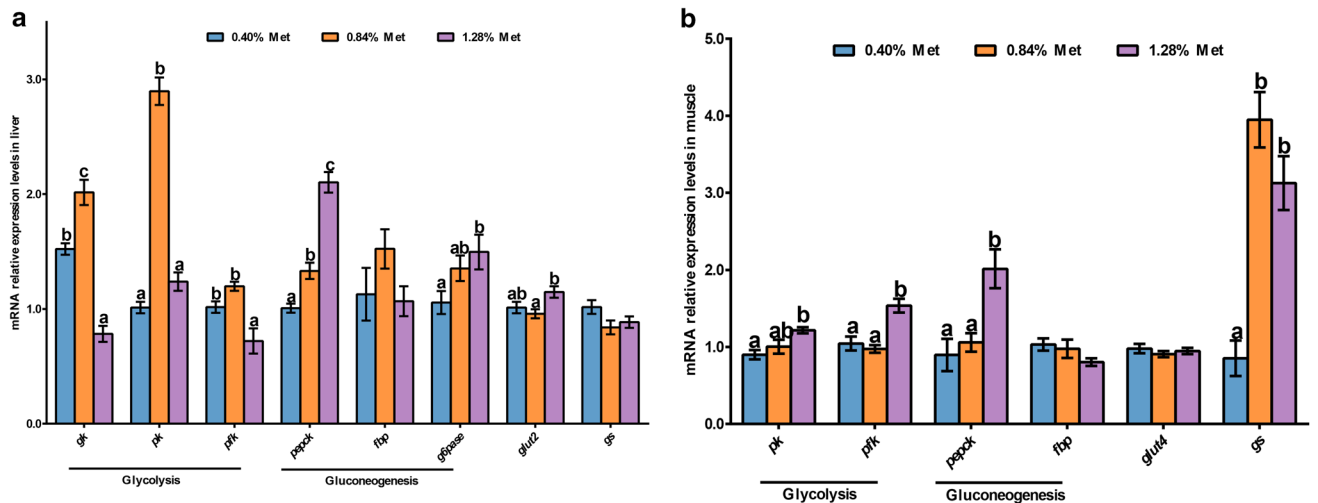 a
0.40% Met 0.84% Met 1.28% Met
mRNA relative expression levels in liver
3.0
2.0
1.0
0.0
b c a
a b a
b b a
a b c
a ab b
ab a b
gk pk pfk pepck fbp g6pase glut2 gs
Glycolysis Gluconeogenesis
b
0.40% Met 0.84% Met 1.28% Met
mRNA relative expression levels in muscle
5.0
4.0
3.0
2.0
1.0
0.0
a ab b
a a b
a a b
a b b
pk pfk pepck fbp glut4 gs
Glycolysis Gluconeogenesis